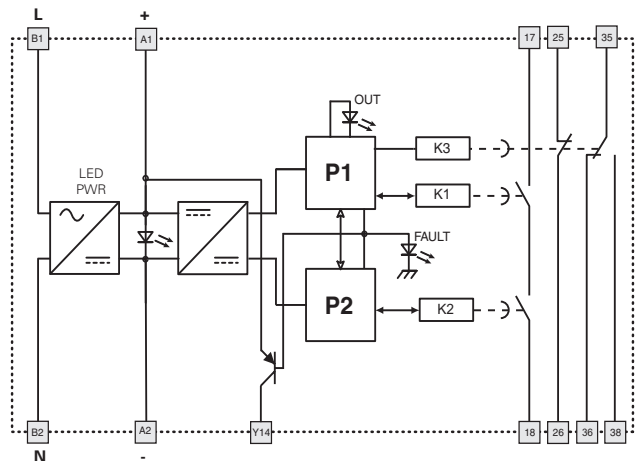 L +
B1 A1 17 25 35
OUT
LED
PWR
P1
K3
K1
FAULT
P2
K2
B2 A2 Y14 18 26 36 38
N -